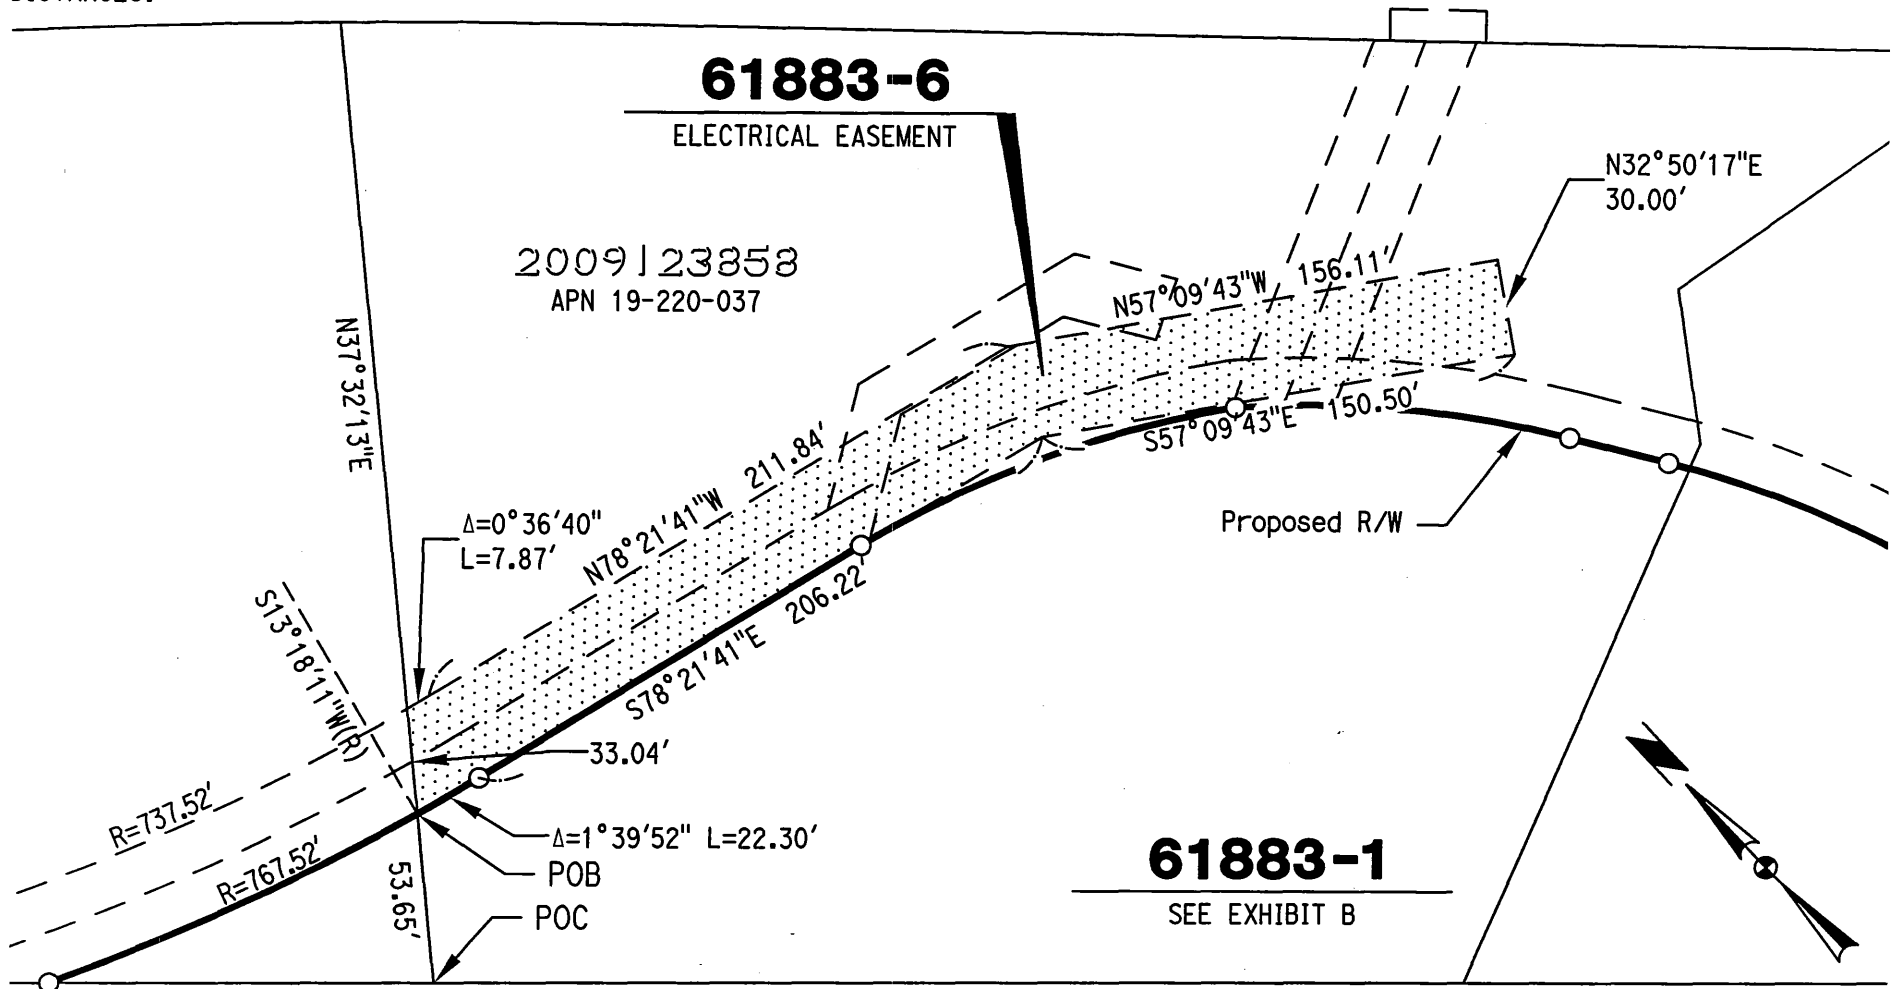 61883-6
ELECTRICAL EASEMENT
N32°50'17"E
30.00'
2009123858
APN 19-220-037
N57°09'43"W 156.11'
N37°32'13"E
S57°09'43"E 150.50'
N78°21'41"W 211.84'
Δ=0°36'40"
L=7.87'
Proposed R/W
S13°18'11"W(R)
S78°21'41"E 206.22'
33.04'
R=737.52'
Δ=1°39'52" L=22.30'
R=767.52'
POB
53.65'
POC
61883-1
SEE EXHIBIT B